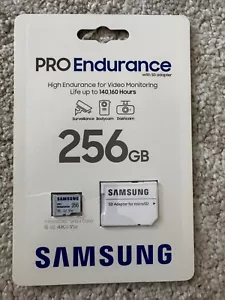 PRO Endurance
with SD adapter
High Endurance for Video Monitoring
Life up to 140,160 Hours
Surveillance Bodycam Dashcam
256GB
SAMSUNG
SAMSUNG
SD Adapter for microSD
SAMSUNG